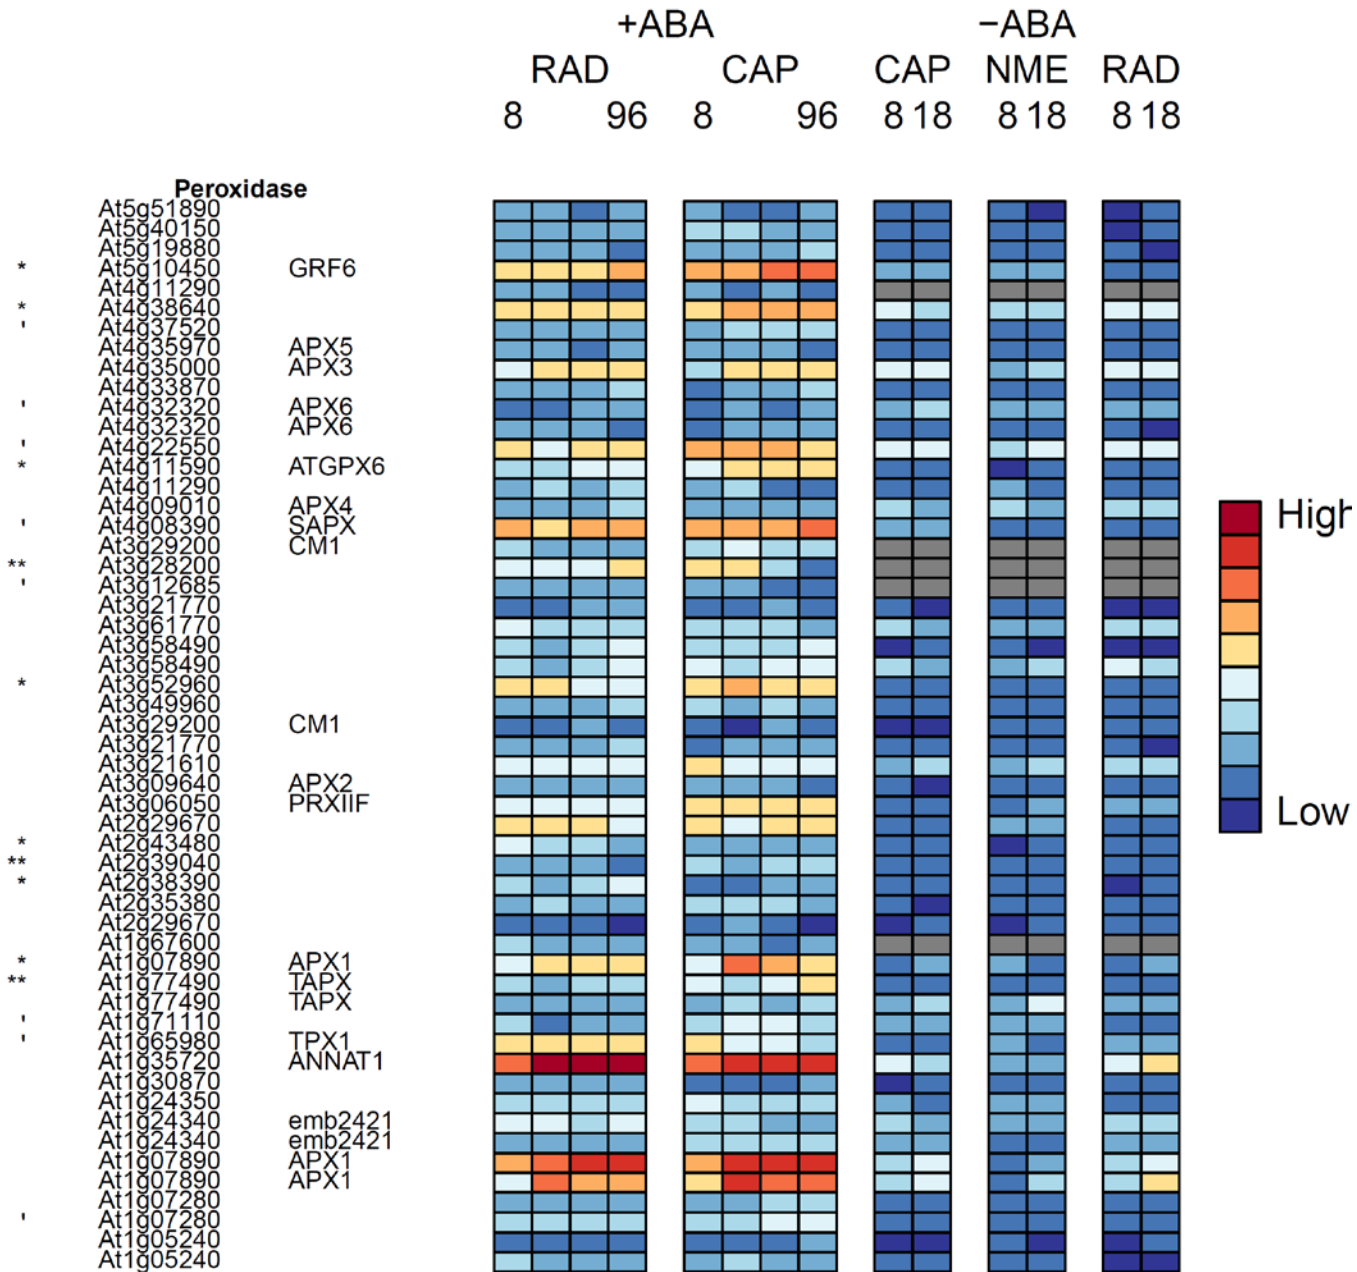 +ABA −ABA
RAD CAP CAP NME RAD
8 96 8 96 8 18 8 18 8 18
Peroxidase
At5g51890
At5g40150
At5g19880
* At5g10450 GRF6
At4g11290
* At4g38640
' At4g37520
At4g35970 APX5
At4g35000 APX3
At4g33870
' At4g32320 APX6
At4g32320 APX6
' At4g22550
* At4g11590 ATGPX6
At4g11290
At4g09010 APX4
' At4g08390 SAPX
At3g29200 CM1
** At3g28200
' At3g12685
At3g21770
At3g61770
At3g58490
At3g58490
* At3g52960
At3g49960
At3g29200 CM1
At3g21770
At3g21610
At3g09640 APX2
At3g06050 PRXIIF
At2g29670
* At2g43480
** At2g39040
* At2g38390
At2g35380
At2g29670
At1g67600
* At1g07890 APX1
** At1g77490 TAPX
At1g77490 TAPX
' At1g71110
' At1g65980 TPX1
At1g35720 ANNAT1
At1g30870
At1g24350
At1g24340 emb2421
At1g24340 emb2421
At1g07890 APX1
At1g07890 APX1
At1g07280
' At1g07280
At1g05240
At1g05240
High
Low